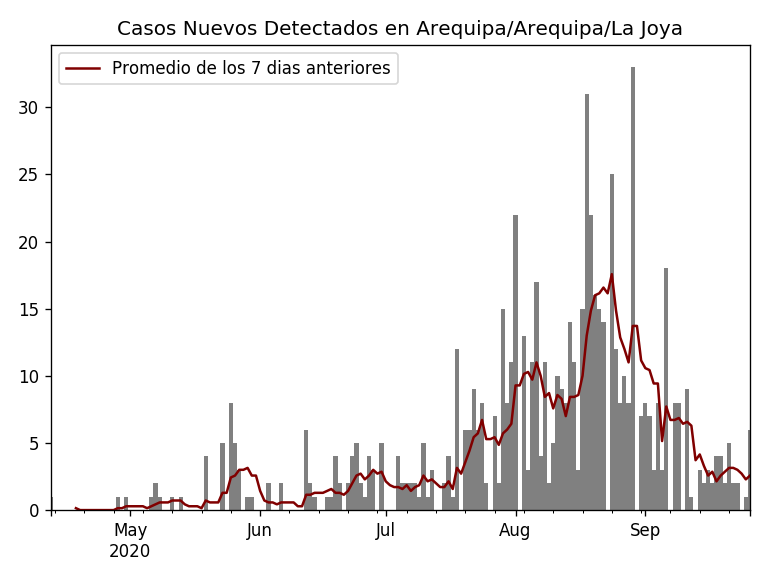 Casos Nuevos Detectados en Arequipa/Arequipa/La Joya
Promedio de los 7 dias anteriores
30
25
20
15
10
5
0
May Jun Jul Aug Sep
2020